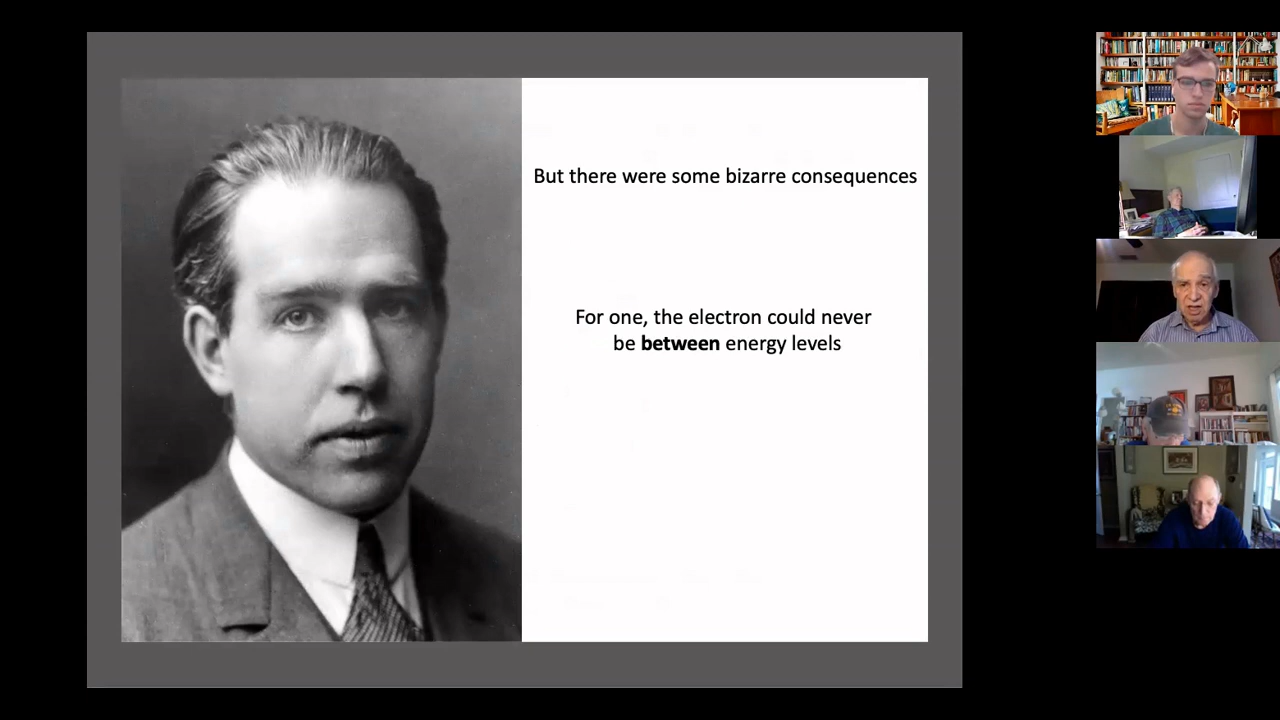 But there were some bizarre consequences
For one, the electron could never
be between energy levels